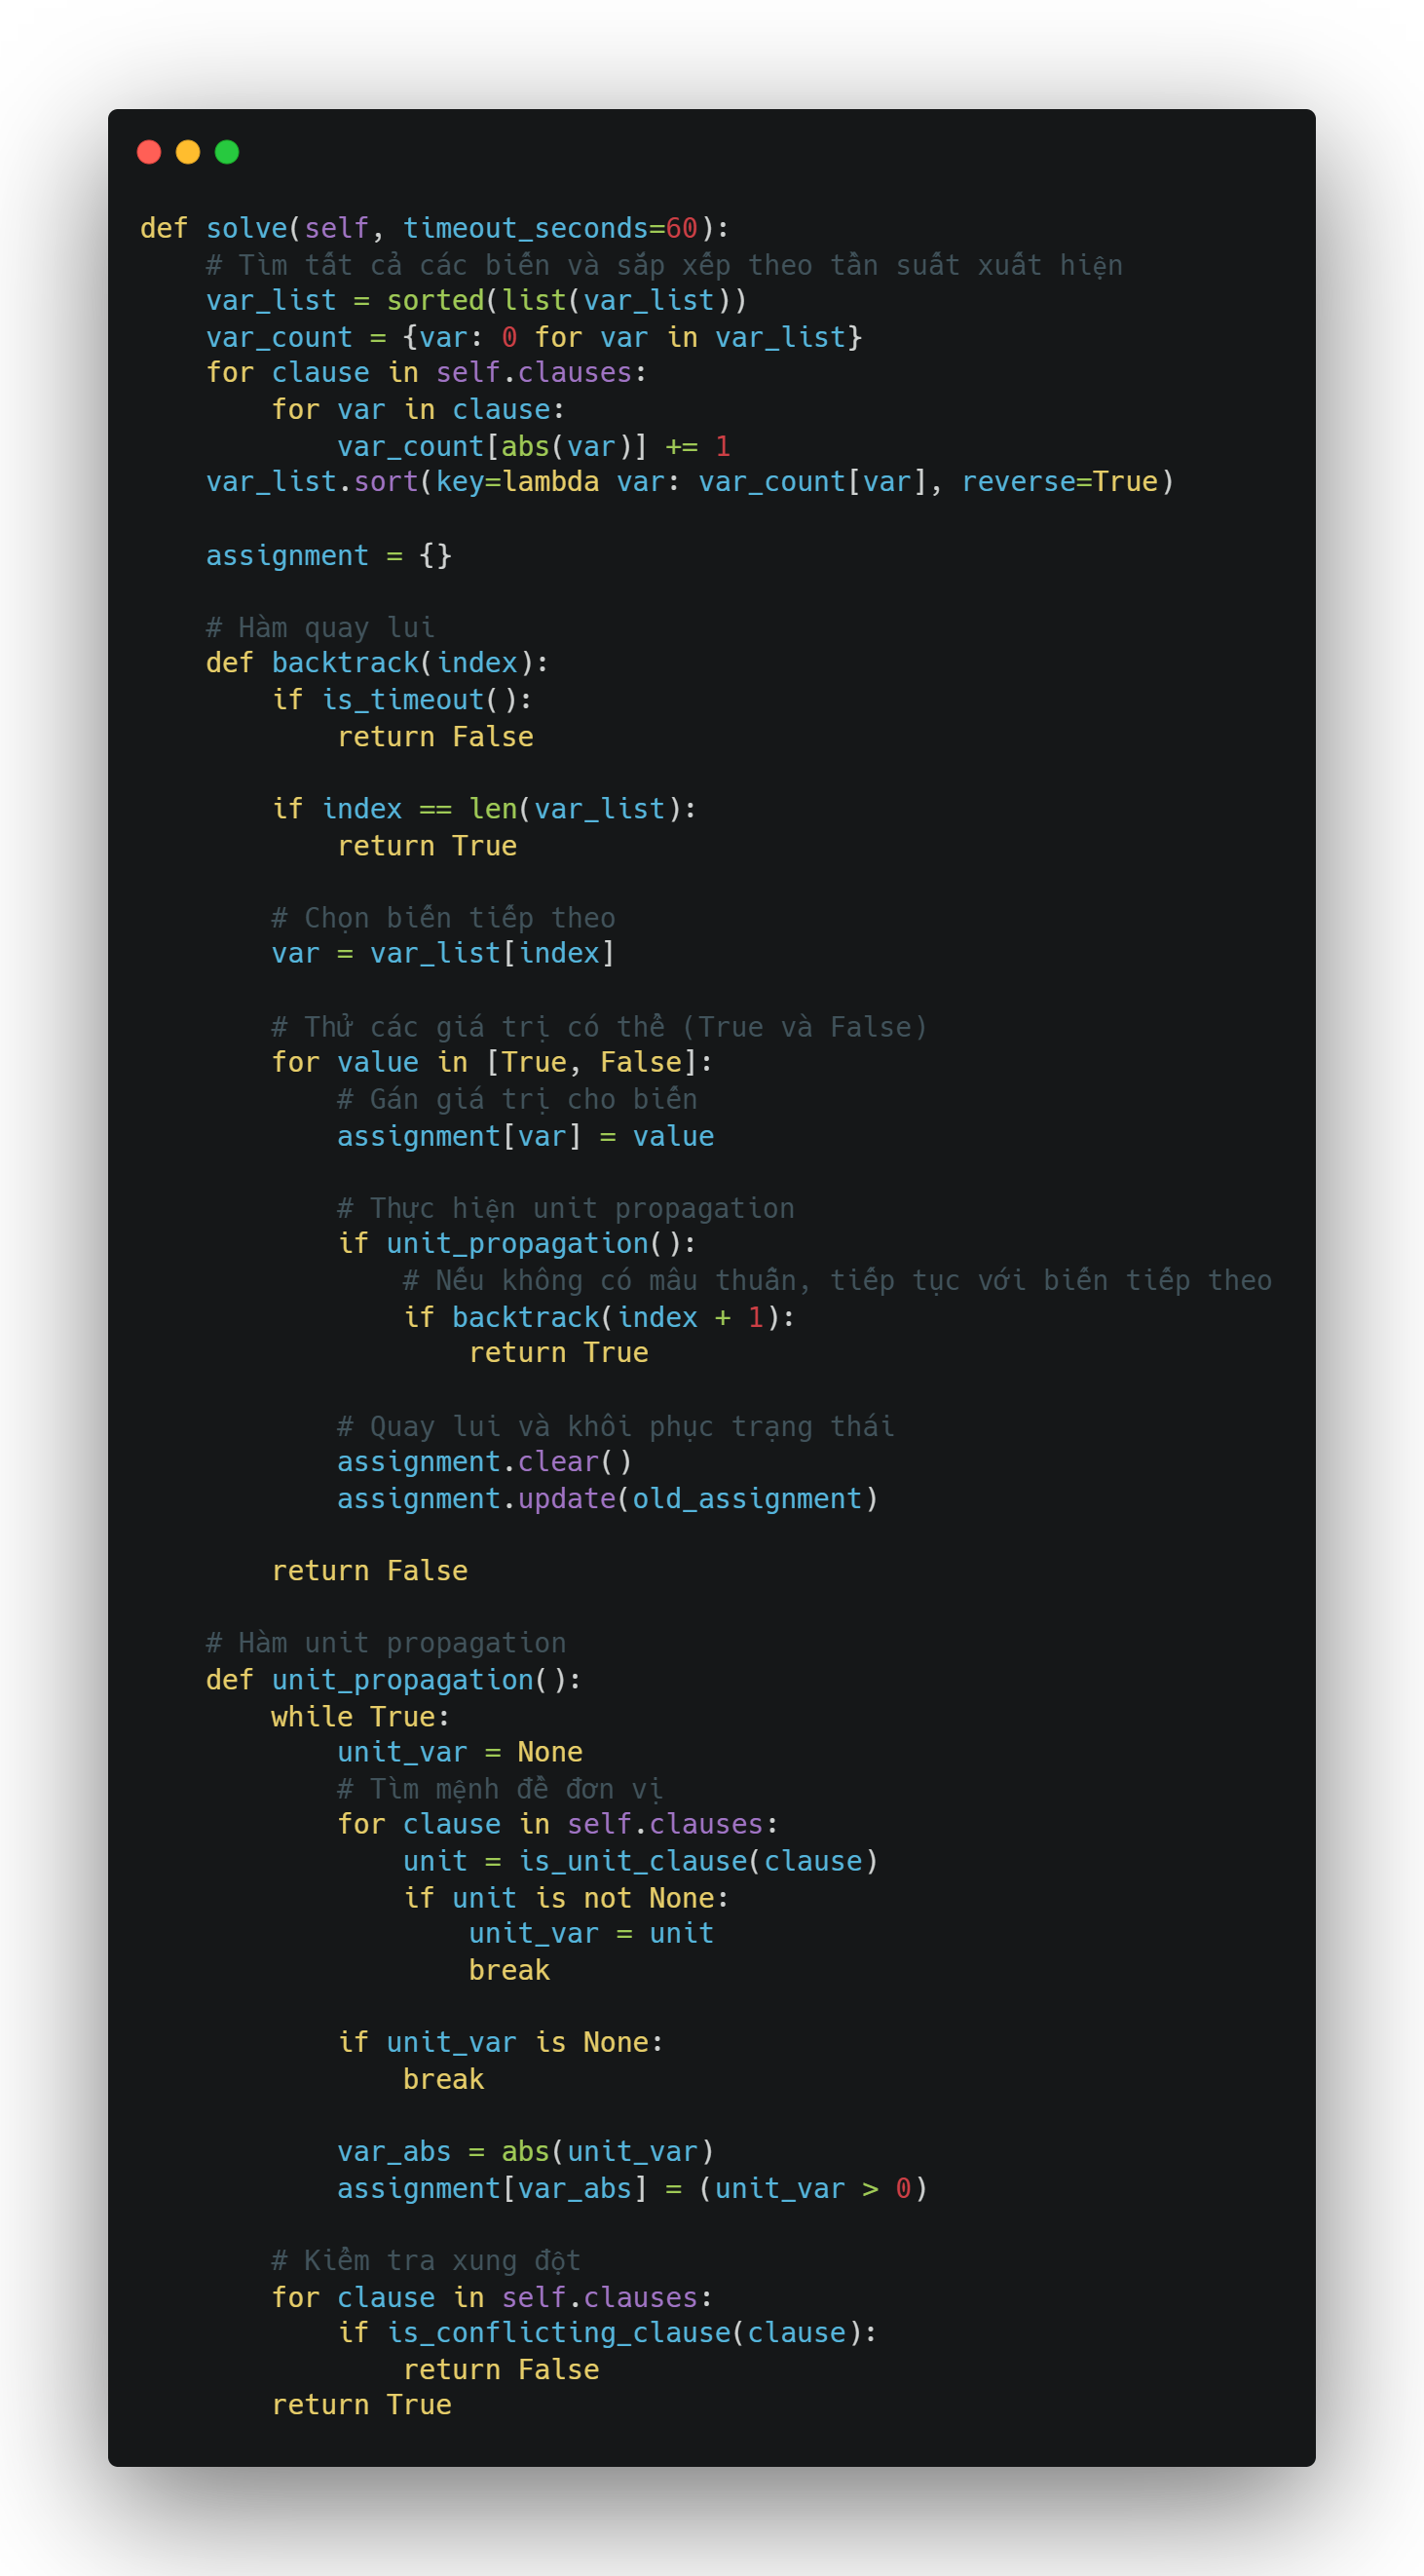 def solve(self, timeout_seconds=60):
    # Tìm tất cả các biến và sắp xếp theo tần suất xuất hiện
    var_list = sorted(list(var_list))
    var_count = {var: 0 for var in var_list}
    for clause in self.clauses:
        for var in clause:
            var_count[abs(var)] += 1
    var_list.sort(key=lambda var: var_count[var], reverse=True)

    assignment = {}

    # Hàm quay lui
    def backtrack(index):
        if is_timeout():
            return False

        if index == len(var_list):
            return True

        # Chọn biến tiếp theo
        var = var_list[index]

        # Thử các giá trị có thể (True và False)
        for value in [True, False]:
            # Gán giá trị cho biến
            assignment[var] = value

            # Thực hiện unit propagation
            if unit_propagation():
                # Nếu không có mâu thuẫn, tiếp tục với biến tiếp theo
                if backtrack(index + 1):
                    return True

            # Quay lui và khôi phục trạng thái
            assignment.clear()
            assignment.update(old_assignment)

        return False

    # Hàm unit propagation
    def unit_propagation():
        while True:
            unit_var = None
            # Tìm mệnh đề đơn vị
            for clause in self.clauses:
                unit = is_unit_clause(clause)
                if unit is not None:
                    unit_var = unit
                    break

            if unit_var is None:
                break

            var_abs = abs(unit_var)
            assignment[var_abs] = (unit_var > 0)

        # Kiểm tra xung đột
        for clause in self.clauses:
            if is_conflicting_clause(clause):
                return False
        return True